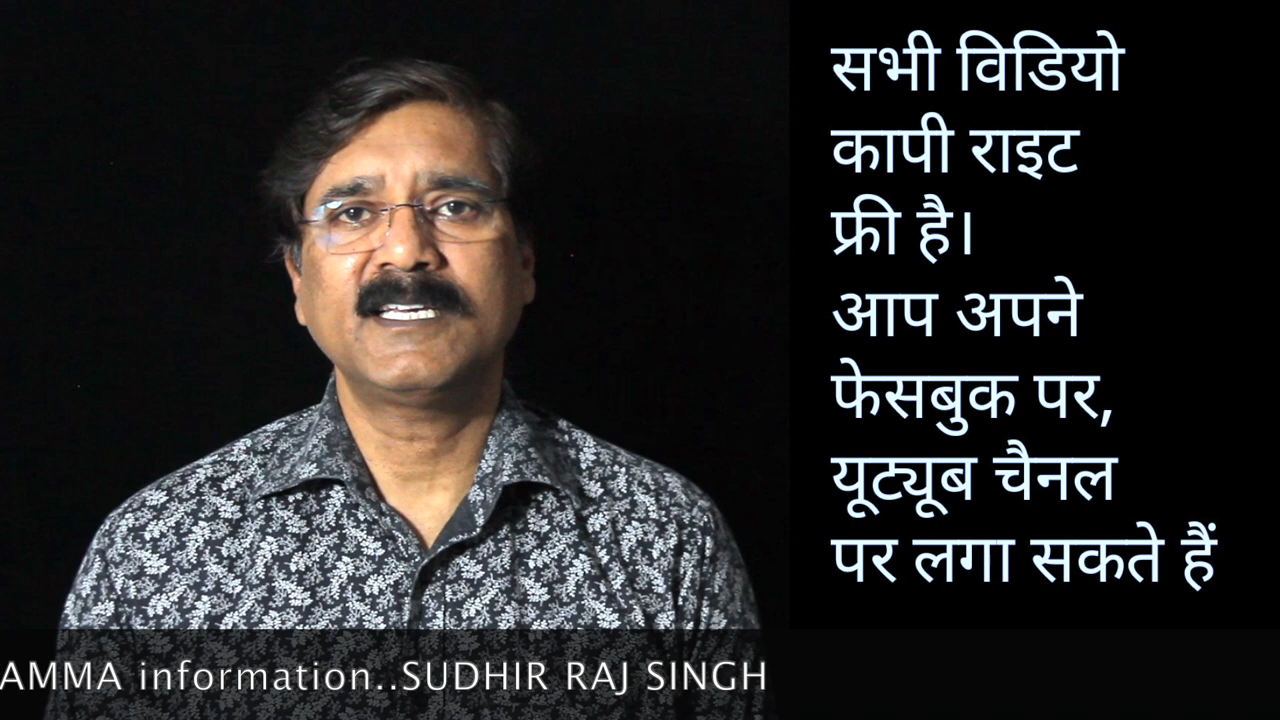 सभी विडियो
कापी राइट
फ्री है।
आप अपने
फेसबुक पर,
यूट्यूब चैनल
पर लगा सकते हैं
AMMA information..SUDHIR RAJ SINGH